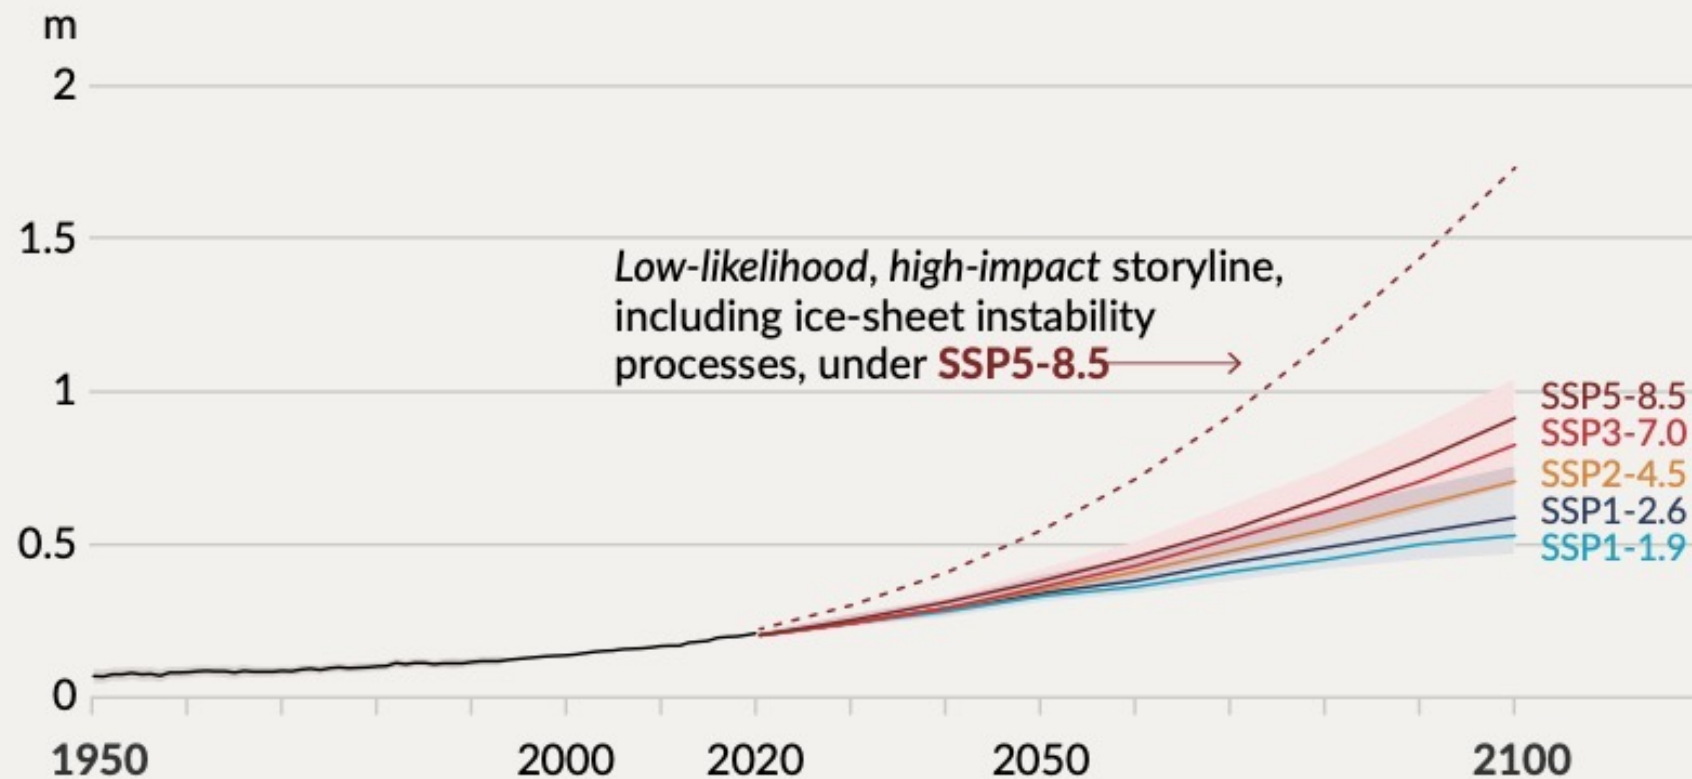 m
2
1.5
Low-likelihood, high-impact storyline,
including ice-sheet instability
processes, under SSP5-8.5
1
SSP5-8.5
SSP3-7.0
SSP2-4.5
SSP1-2.6
0.5
SSP1-1.9
0
1950 2000 2020 2050 2100